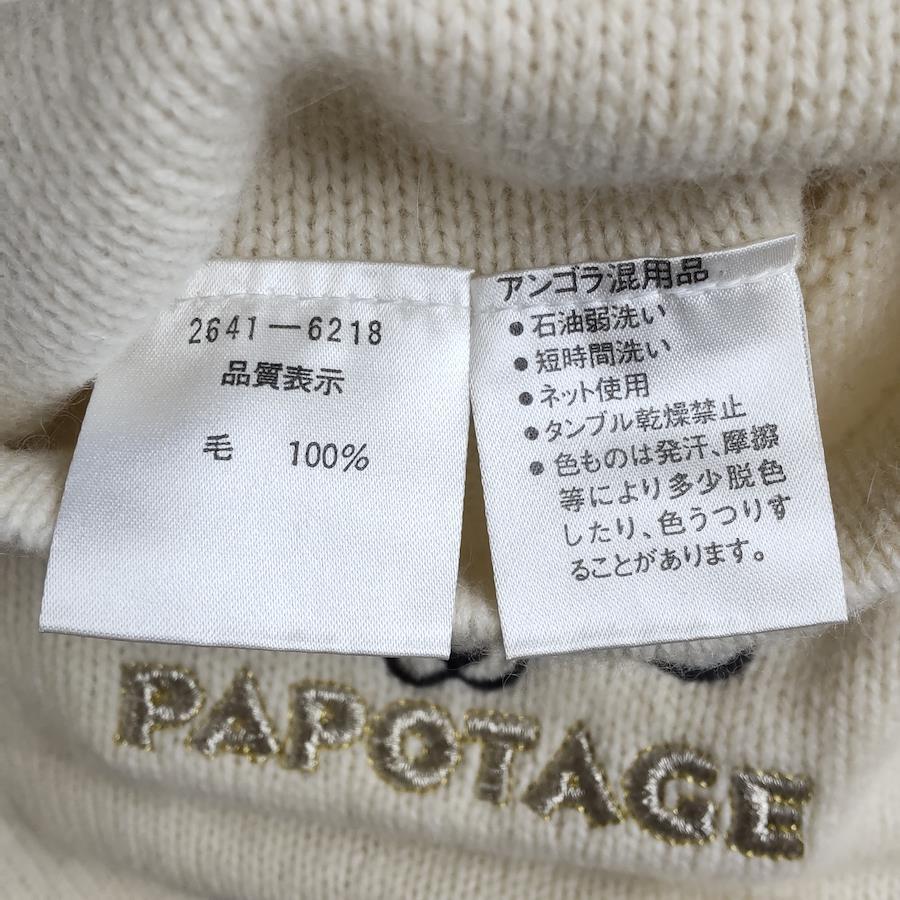 2641－6218
品質表示
毛 100%
アンゴラ混用品
● 石油弱洗い
● 短時間洗い
● ネット使用
● タンブル乾燥禁止
● 色ものは発汗、摩擦
等により多少脱色
したり、色うつりす
ることがあります。
PAPOTAGE